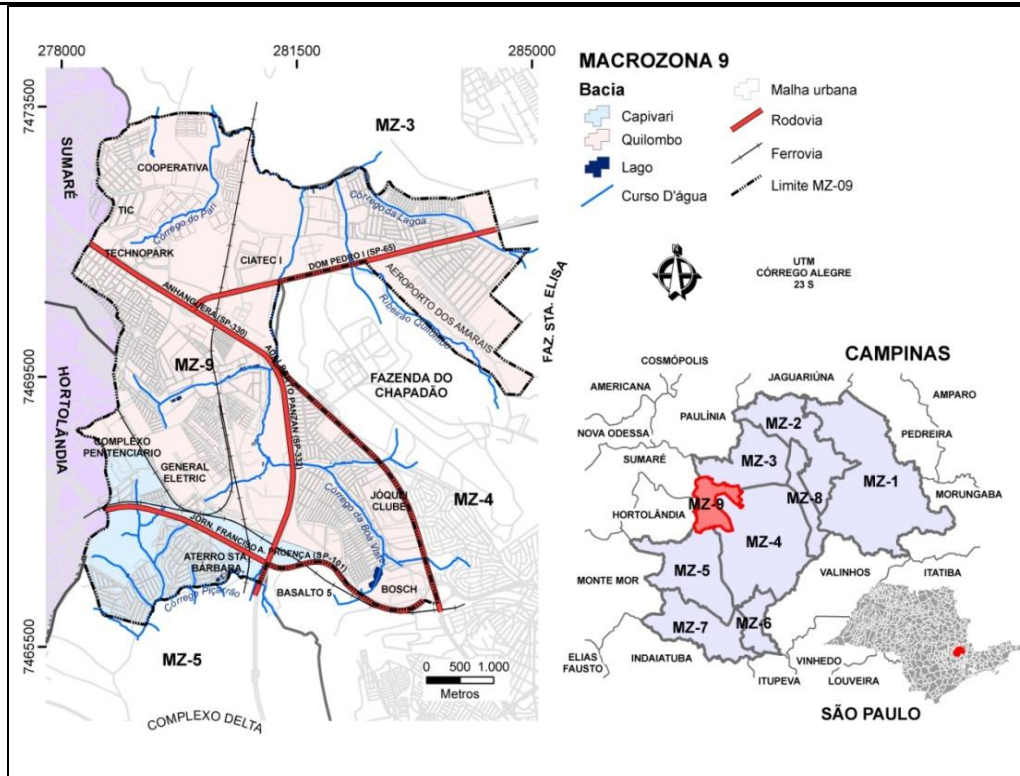 278000
281500
285000
7473500
7469500
7465500
SUMARÉ
HORTOLÂNDIA
MZ-3
COOPERATIVA
Córrego da Lagoa
TIC
Córrego do Pari
TECHNOPARK
CIATEC I
DOM PEDRO I (SP-65)
ANHANGUERA (SP-330)
AEROPORTO DOS AMARAIS
Ribeirão Quilombo
FAZ. STA. ELISA
MZ-9
ADALBERTO PANZAN (SP-332)
FAZENDA DO
CHAPADÃO
COMPLEXO
PENITENCIÁRIO
GENERAL
ELETRIC
JÓQUEI
CLUBE
MZ-4
Córrego da Boa Vista
JORN. FRANCISO A. PROENÇA (SP-101)
ATERRO STA.
BÁRBARA
Córrego Piçarrão
BASALTO 5
BOSCH
MZ-5
0 500 1.000
Metros
COMPLEXO DELTA
MACROZONA 9
Bacia
Capivari
Quilombo
Lago
Curso D'água
Malha urbana
Rodovia
Ferrovia
Limite MZ-09
UTM
CÓRREGO ALEGRE
23 S
CAMPINAS
COSMÓPOLIS
JAGUARIÚNA
AMERICANA
PAULÍNIA
AMPARO
NOVA ODESSA
PEDREIRA
SUMARÉ
MORUNGABA
HORTOLÂNDIA
MZ-2
MZ-3
MZ-1
MZ-8
MZ-9
MZ-4
MZ-5
MONTE MOR
VALINHOS
ITATIBA
MZ-7
MZ-6
ELIAS
FAUSTO
INDAIATUBA
ITUPEVA
VINHEDO
LOUVEIRA
SÃO PAULO